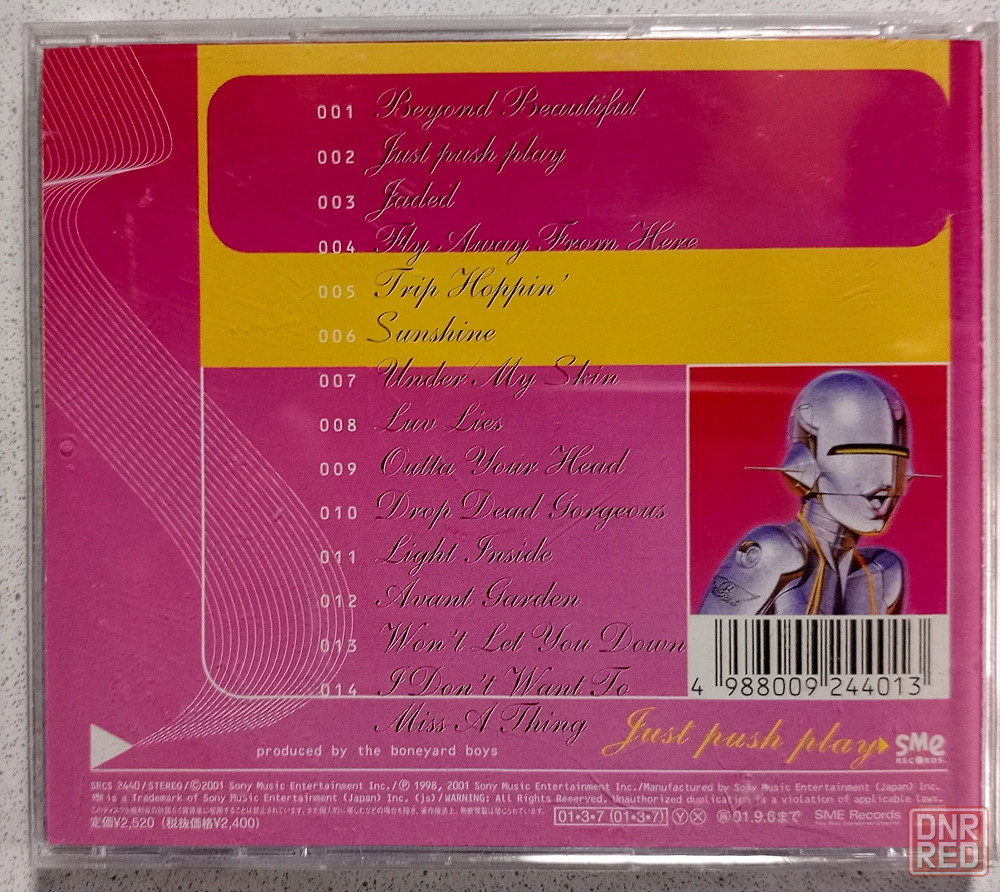 001 Beyond Beautiful
002 Just push play
003 Jaded
004 Fly Away From Here
005 Trip Hoppin'
006 Sunshine
007 Under My Skin
008 Luv Lies
009 Outta Your Head
010 Drop Dead Gorgeous
011 Light Inside
012 Avant Garden
013 Won't Let You Down
014 I Don't Want To
Miss A Thing
4 988009 244013
Just push play
SME
RECORDS
produced by the boneyard boys
SRCS 2440/STEREO/©2001 Sony Music Entertainment Inc./℗ 1998, 2001 Sony Music Entertainment Inc./Manufactured by Sony Music Entertainment (Japan) Inc.
is a Trademark of Sony Music Entertainment (Japan) Inc. (js)/WARNING: All Rights Reserved. Unauthorized duplication is a violation of applicable laws.
定価¥2,520 (税抜価格¥2,400)
01・3・7 (01・3・7) Ⓨ Ⓧ 01.9.6まで
SME Records
DNR
RED